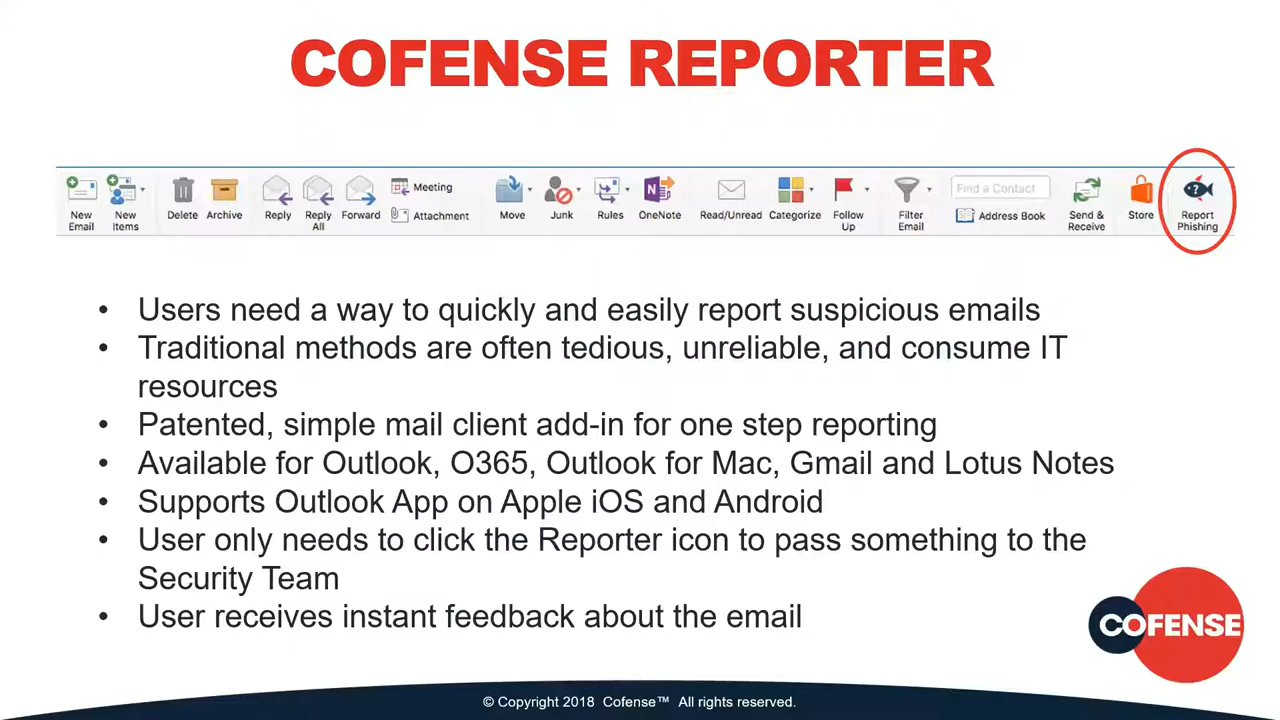 COFENSE REPORTER
New Email
New Items
Delete
Archive
Reply
Reply All
Forward
Meeting
Attachment
Move
Junk
Rules
N
OneNote
Read/Unread
Categorize
Follow Up
Filter Email
Find a Contact
Address Book
Send & Receive
Store
?
Report Phishing
• Users need a way to quickly and easily report suspicious emails
• Traditional methods are often tedious, unreliable, and consume IT
resources
• Patented, simple mail client add-in for one step reporting
• Available for Outlook, O365, Outlook for Mac, Gmail and Lotus Notes
• Supports Outlook App on Apple iOS and Android
• User only needs to click the Reporter icon to pass something to the
Security Team
• User receives instant feedback about the email
COFENSE
© Copyright 2018 Cofense™ All rights reserved.